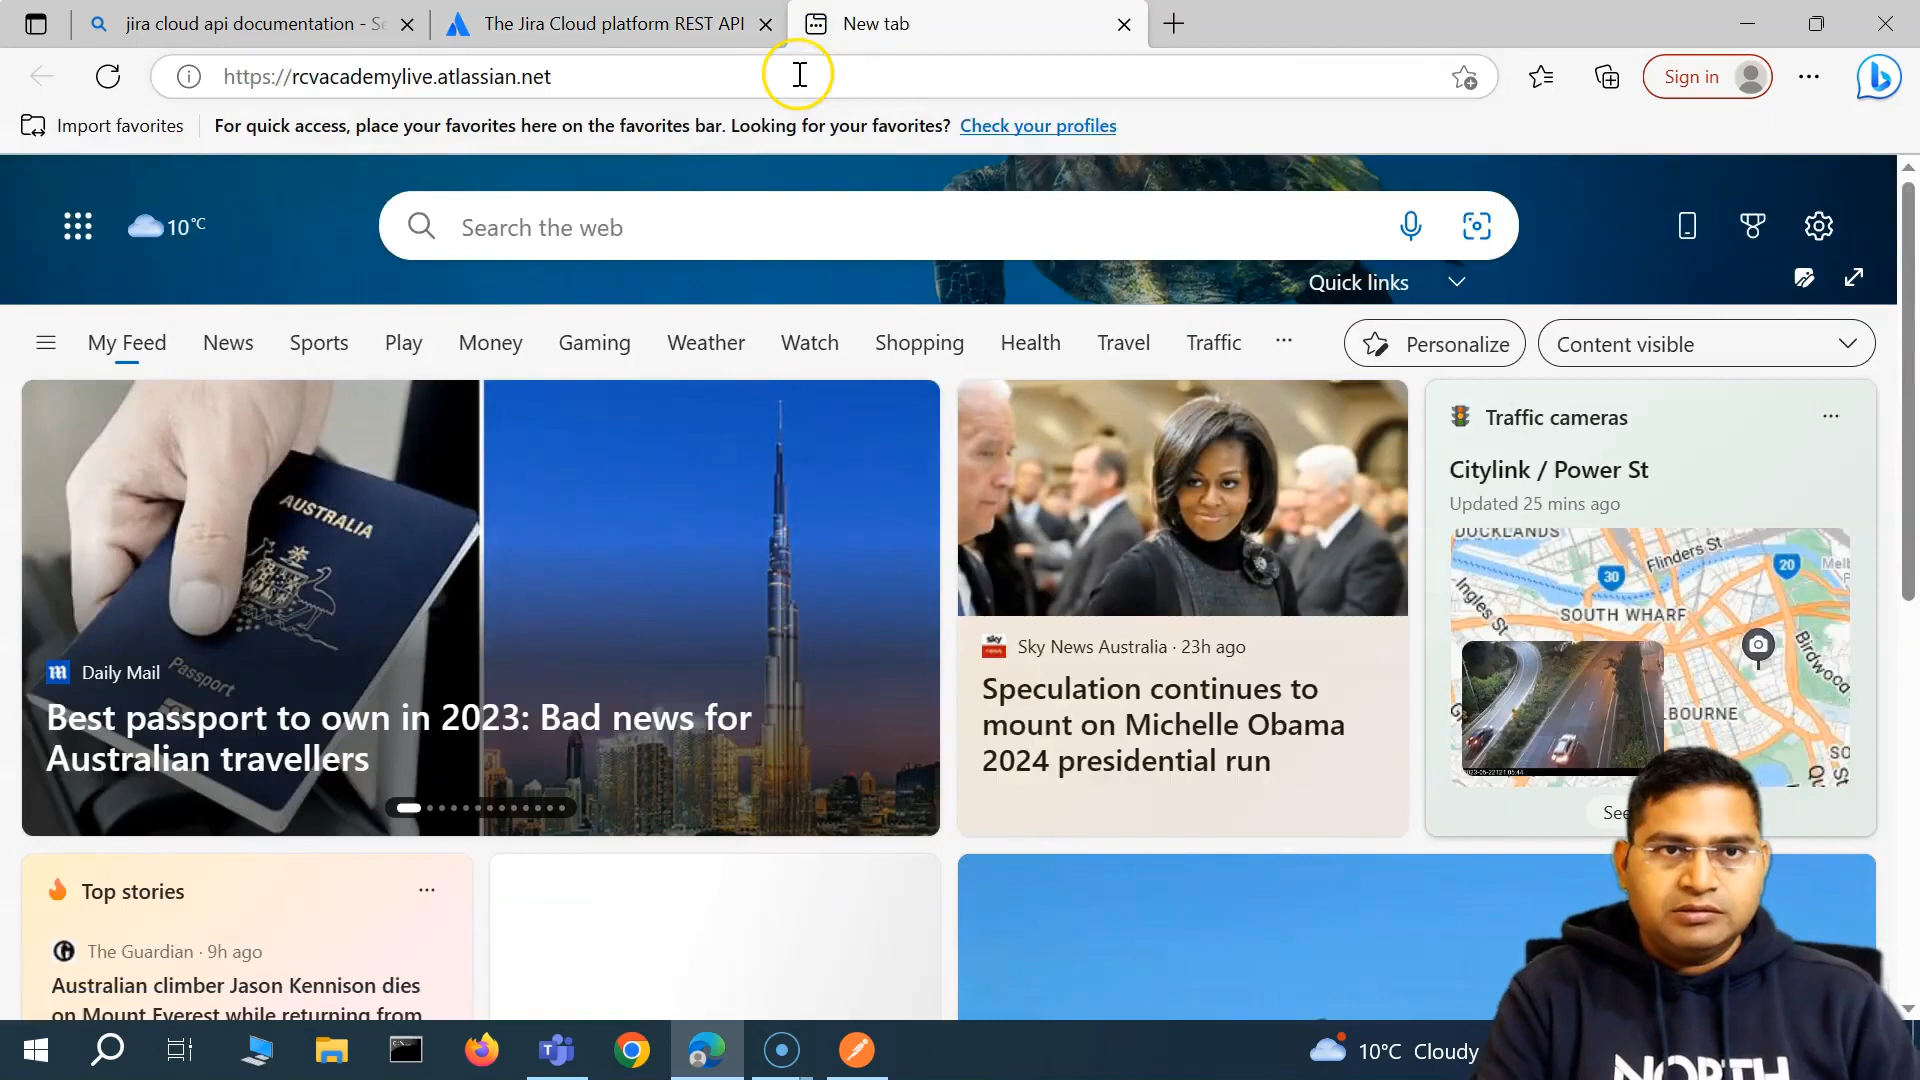 jira cloud api documentation - Se
The Jira Cloud platform REST API
New tab
https://rcvacademylive.atlassian.net
Sign in
Import favorites
For quick access, place your favorites here on the favorites bar. Looking for your favorites? Check your profiles
10°C
Search the web
Quick links
My Feed
News
Sports
Play
Money
Gaming
Weather
Watch
Shopping
Health
Travel
Traffic
Personalize
Content visible
AUSTRALIA
Passport
Daily Mail
Best passport to own in 2023: Bad news for
Australian travellers
sky news
Sky News Australia · 23h ago
Speculation continues to
mount on Michelle Obama
2024 presidential run
Traffic cameras
Citylink / Power St
Updated 25 mins ago
DOCKLANDS
Flinders St
30
20
Ingles St
SOUTH WHARF
Top stories
The Guardian · 9h ago
Australian climber Jason Kennison dies
on Mount Everest while returning from
10°C Cloudy
NORTH